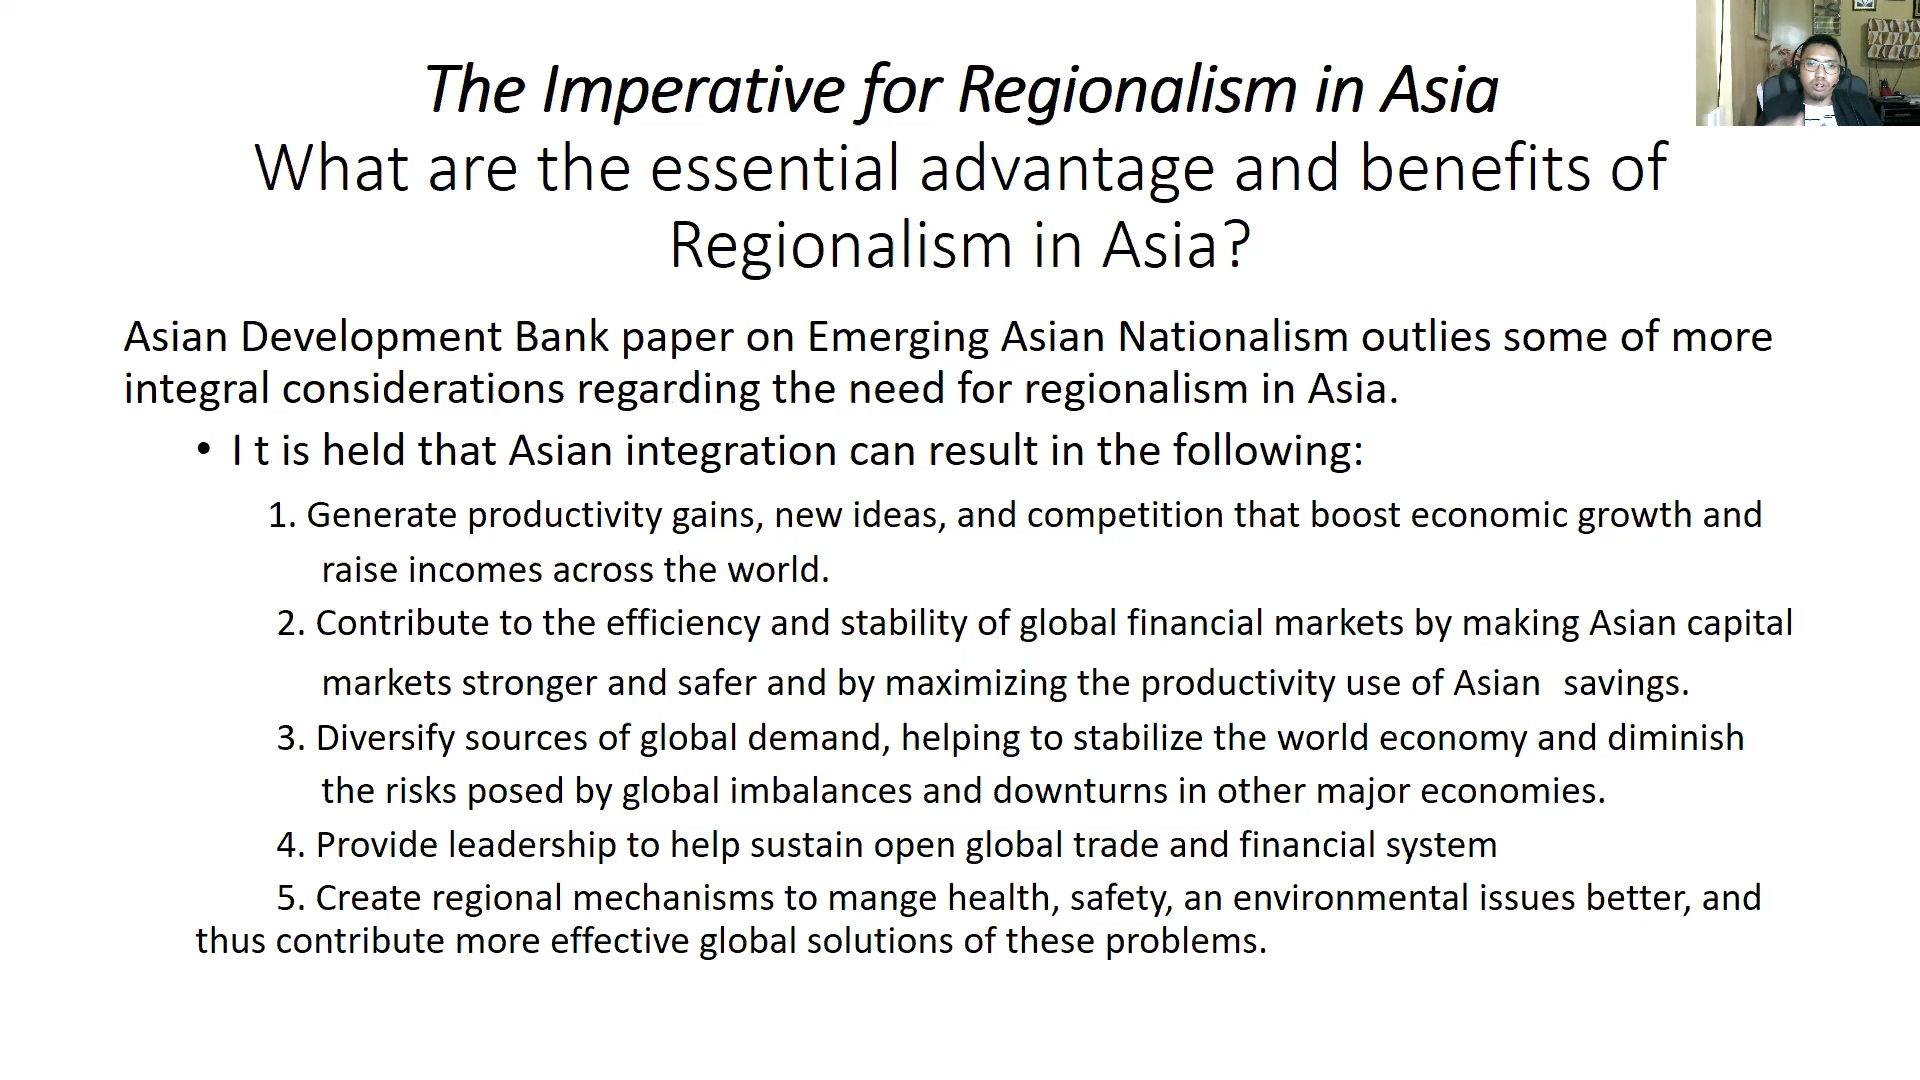 The Imperative for Regionalism in Asia
What are the essential advantage and benefits of
Regionalism in Asia?
Asian Development Bank paper on Emerging Asian Nationalism outlies some of more
integral considerations regarding the need for regionalism in Asia.
• I t is held that Asian integration can result in the following:
1. Generate productivity gains, new ideas, and competition that boost economic growth and
raise incomes across the world.
2. Contribute to the efficiency and stability of global financial markets by making Asian capital
markets stronger and safer and by maximizing the productivity use of Asian savings.
3. Diversify sources of global demand, helping to stabilize the world economy and diminish
the risks posed by global imbalances and downturns in other major economies.
4. Provide leadership to help sustain open global trade and financial system
5. Create regional mechanisms to mange health, safety, an environmental issues better, and
thus contribute more effective global solutions of these problems.